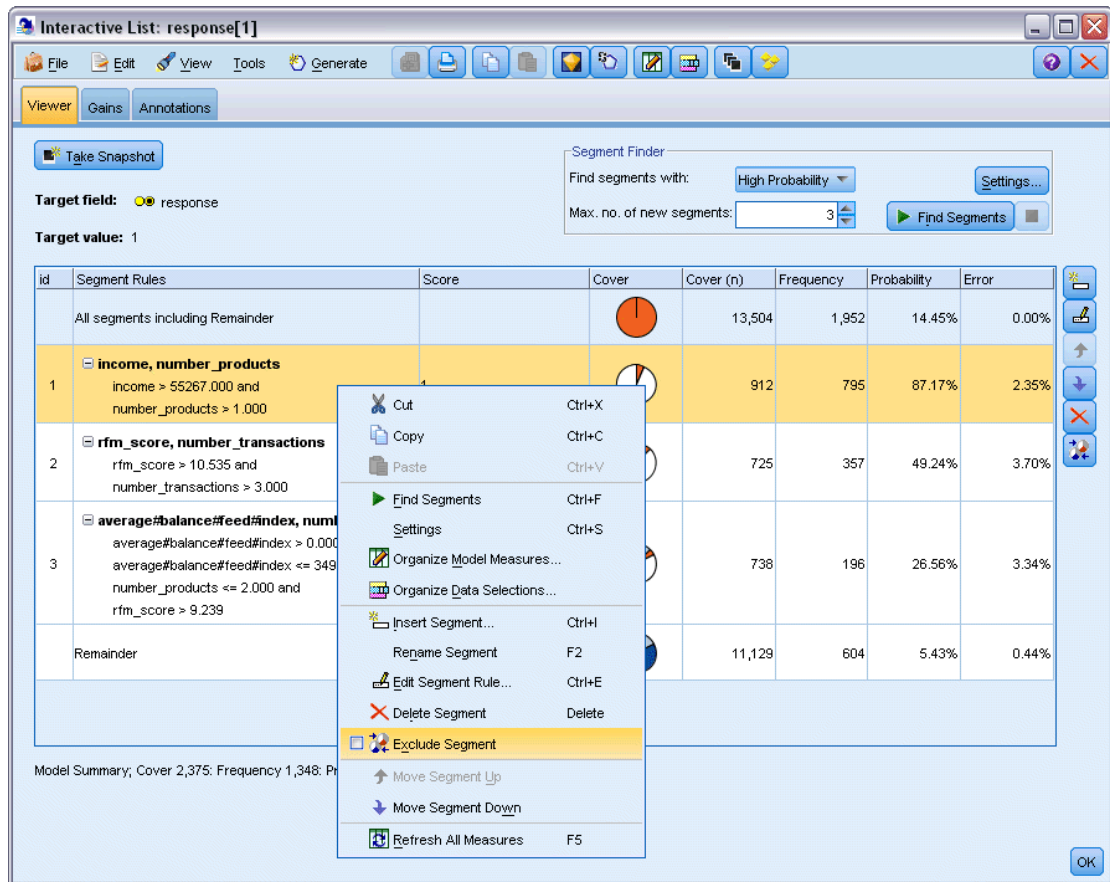 Interactive List: response[1]
File Edit View Tools Generate
Viewer Gains Annotations
Take Snapshot
Segment Finder
Find segments with: High Probability Settings...
Max. no. of new segments: 3 Find Segments
Target field: response
Target value: 1
id Segment Rules Score Cover Cover (n) Frequency Probability Error
All segments including Remainder 13,504 1,952 14.45% 0.00%
income, number_products
1 income > 55267.000 and 912 795 87.17% 2.35%
number_products > 1.000
rfm_score, number_transactions
2 rfm_score > 10.535 and 725 357 49.24% 3.70%
number_transactions > 3.000
average#balance#feed#index,
average#balance#feed#index > 0.000
3 average#balance#feed#index <= 349 738 196 26.56% 3.34%
number_products <= 2.000 and
rfm_score > 9.239
Remainder 11,129 604 5.43% 0.44%
Model Summary; Cover 2,375: Frequency 1,348:
Cut Ctrl+X
Copy Ctrl+C
Paste Ctrl+V
Find Segments Ctrl+F
Settings Ctrl+S
Organize Model Measures...
Organize Data Selections...
Insert Segment... Ctrl+I
Rename Segment F2
Edit Segment Rule... Ctrl+E
Delete Segment Delete
Exclude Segment
Move Segment Up
Move Segment Down
Refresh All Measures F5
OK